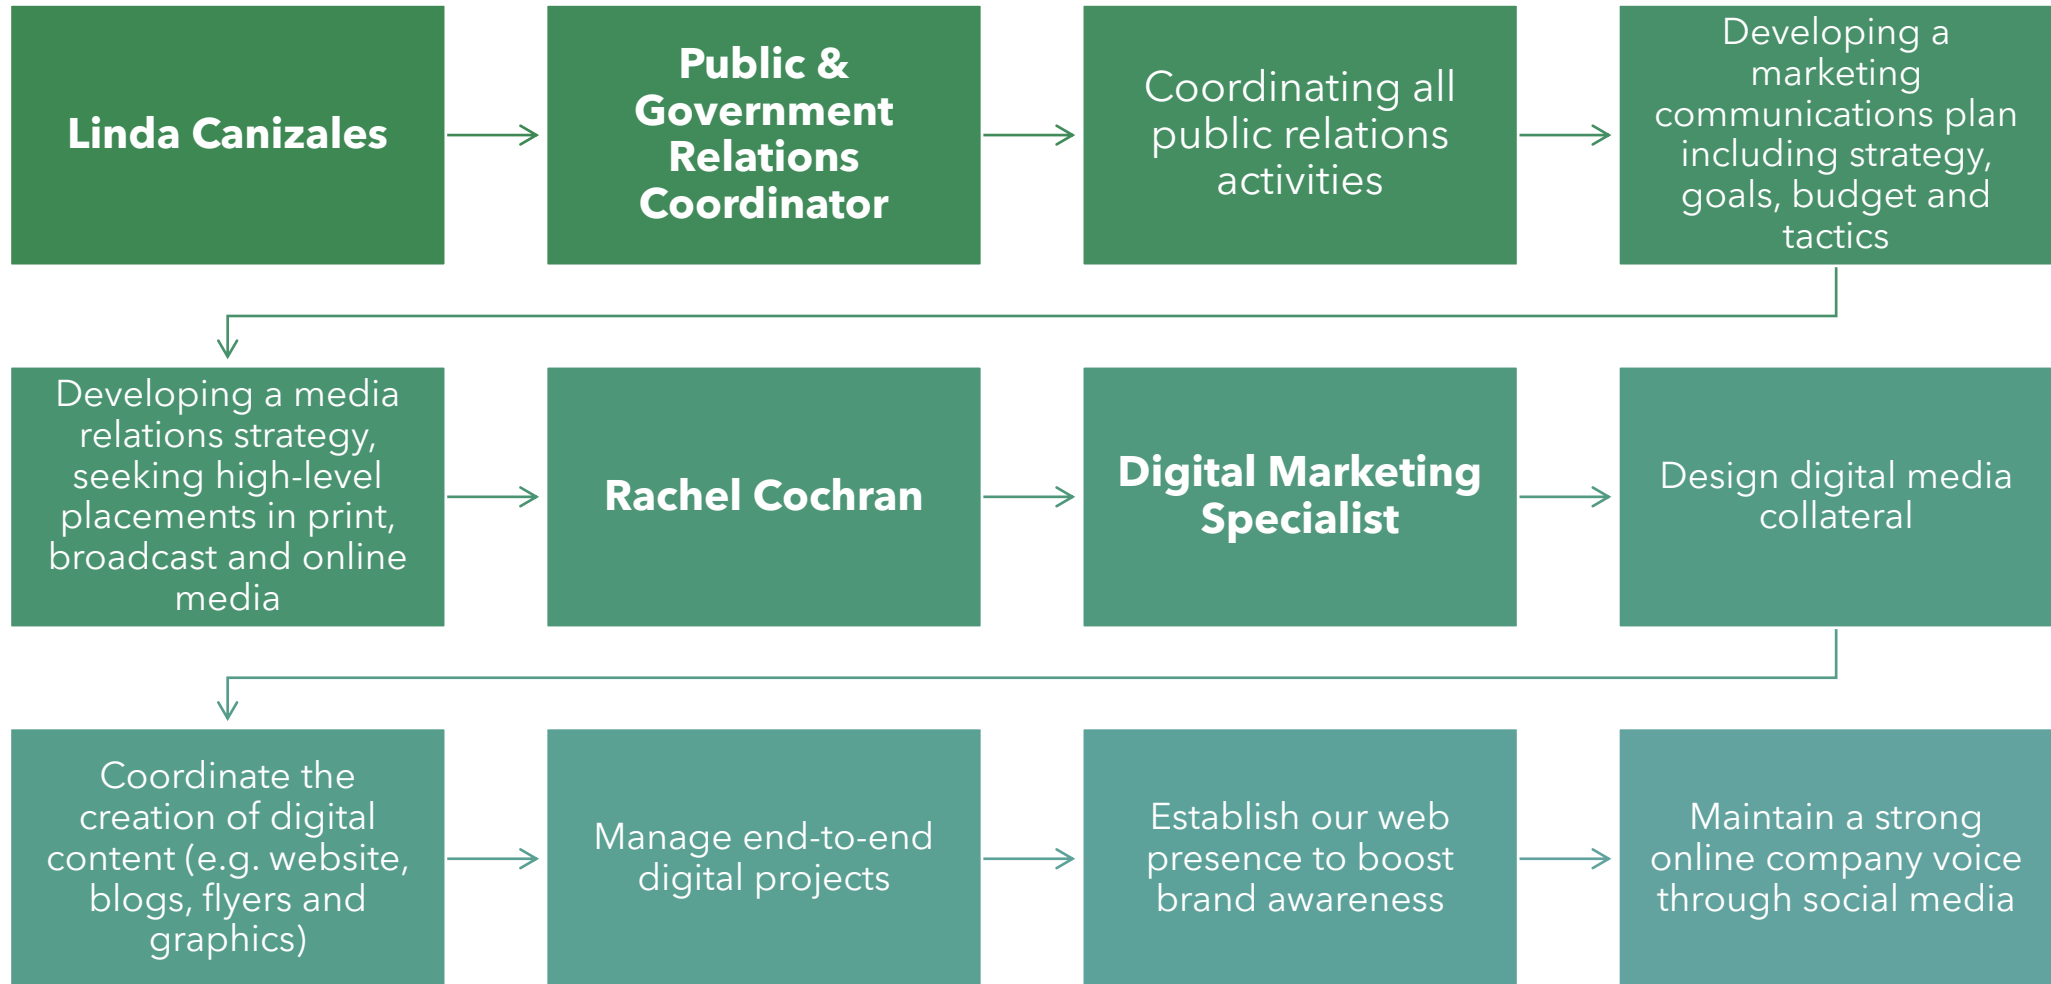 Linda Canizales
Public &
Government
Relations
Coordinator
Coordinating all
public relations
activities
Developing a
marketing
communications plan
including strategy,
goals, budget and
tactics
Developing a media
relations strategy,
seeking high-level
placements in print,
broadcast and online
media
Rachel Cochran
Digital Marketing
Specialist
Design digital media
collateral
Coordinate the
creation of digital
content (e.g. website,
blogs, flyers and
graphics)
Manage end-to-end
digital projects
Establish our web
presence to boost
brand awareness
Maintain a strong
online company voice
through social media